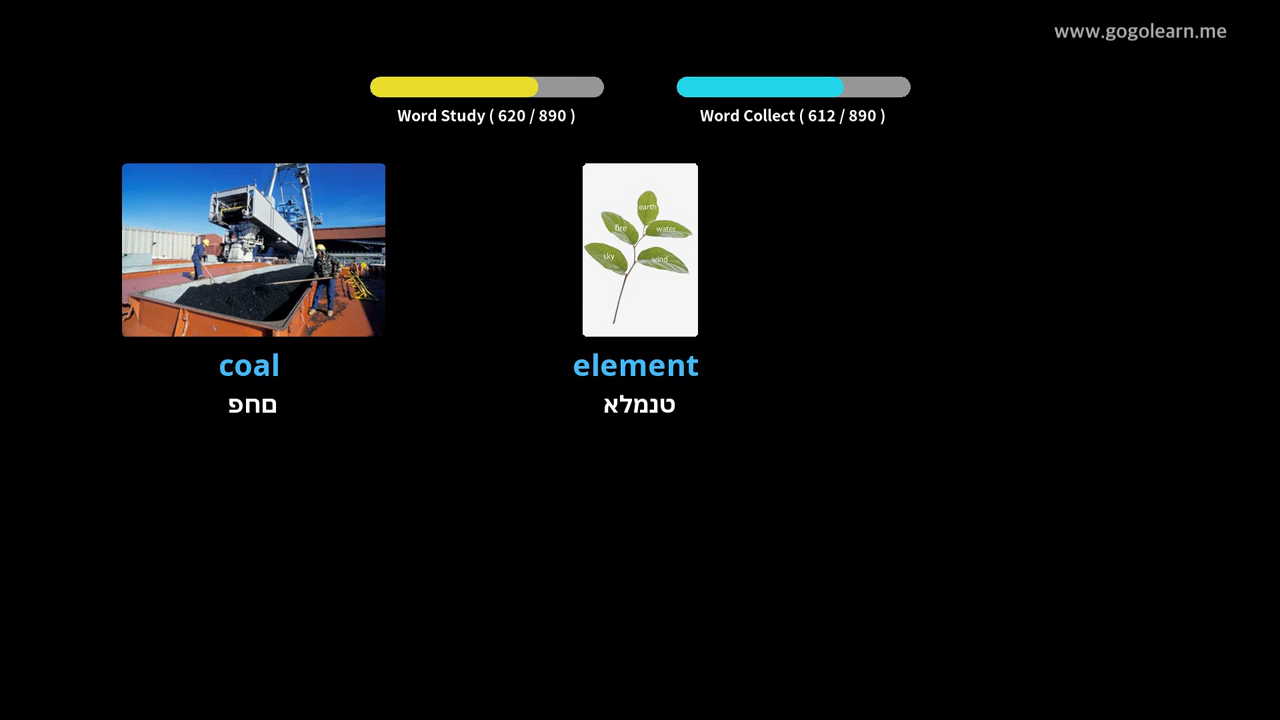 www.gogolearn.me
Word Study ( 620 / 890 )
Word Collect ( 612 / 890 )
earth
fire
water
sky
wind
coal
element
םחפ
טנמלא